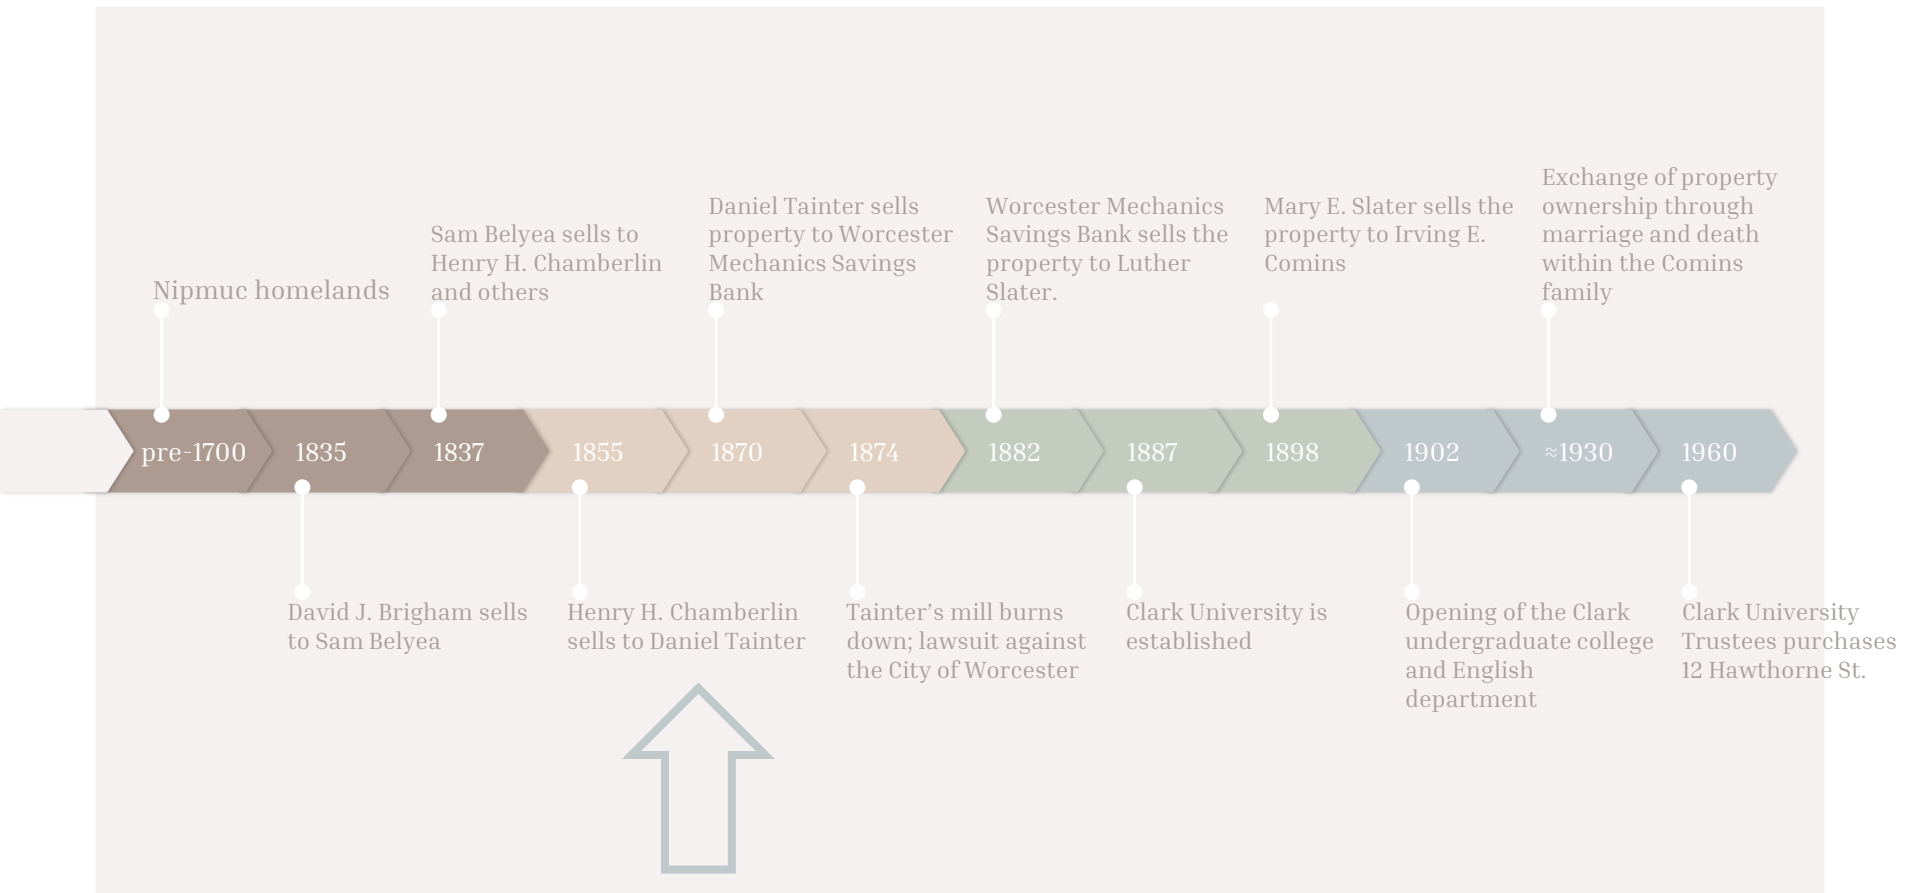 Nipmuc homelands
Sam Belyea sells to
Henry H. Chamberlin
and others
Daniel Tainter sells
property to Worcester
Mechanics Savings
Bank
Worcester Mechanics
Savings Bank sells the
property to Luther
Slater.
Mary E. Slater sells the
property to Irving E.
Comins
Exchange of property
ownership through
marriage and death
within the Comins
family
pre-1700
1835
1837
1855
1870
1874
1882
1887
1898
1902
≈1930
1960
David J. Brigham sells
to Sam Belyea
Henry H. Chamberlin
sells to Daniel Tainter
Tainter’s mill burns
down; lawsuit against
the City of Worcester
Clark University is
established
Opening of the Clark
undergraduate college
and English
department
Clark University
Trustees purchases
12 Hawthorne St.